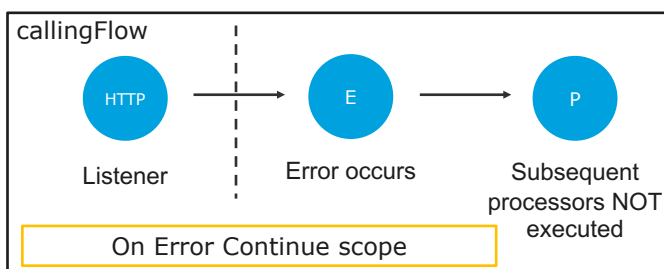 callingFlow
HTTP
E
P
Listener
Error occurs
Subsequent
processors NOT
executed
On Error Continue scope